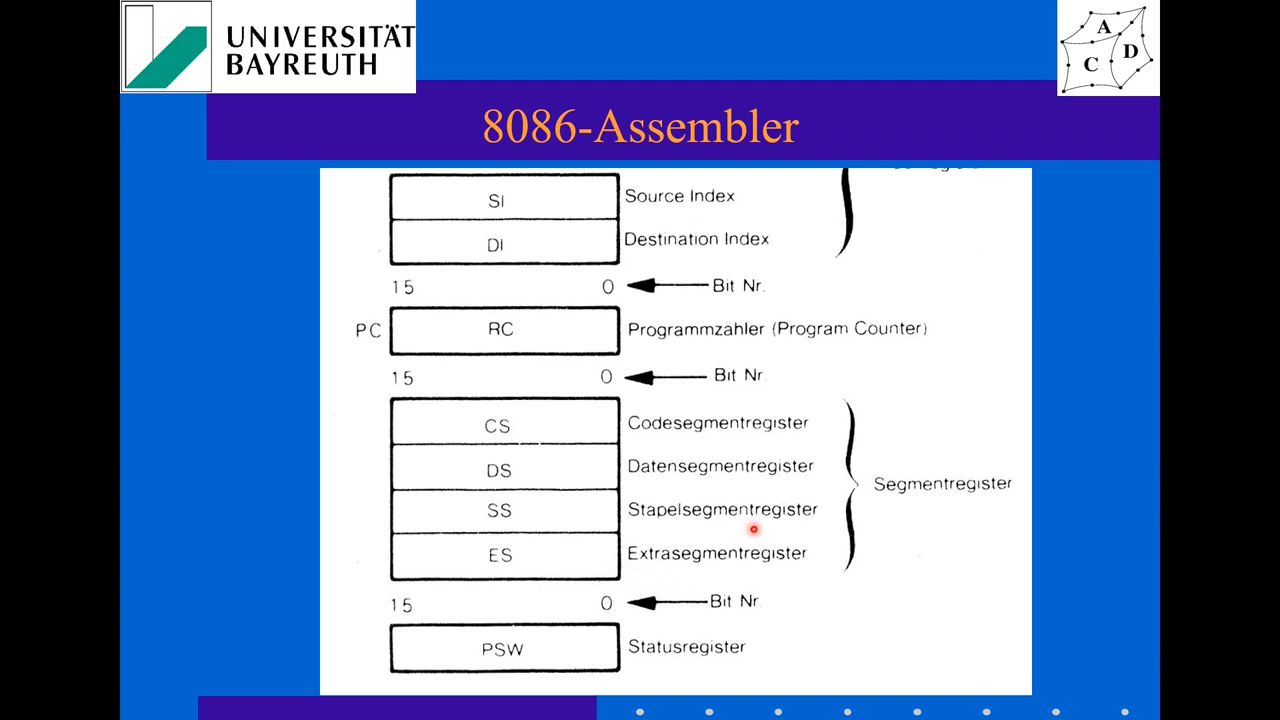 UNIVERSITÄT
BAYREUTH
A
D
C
8086-Assembler
SI Source Index
DI Destination Index
15 0 Bit Nr.
PC RC Programmzahler (Program Counter)
15 0 Bit Nr.
CS Codesegmentregister
DS Datensegmentregister
Segmentregister
SS Stapelsegmentregister
ES Extrasegmentregister
15 0 Bit Nr.
PSW Statusregister